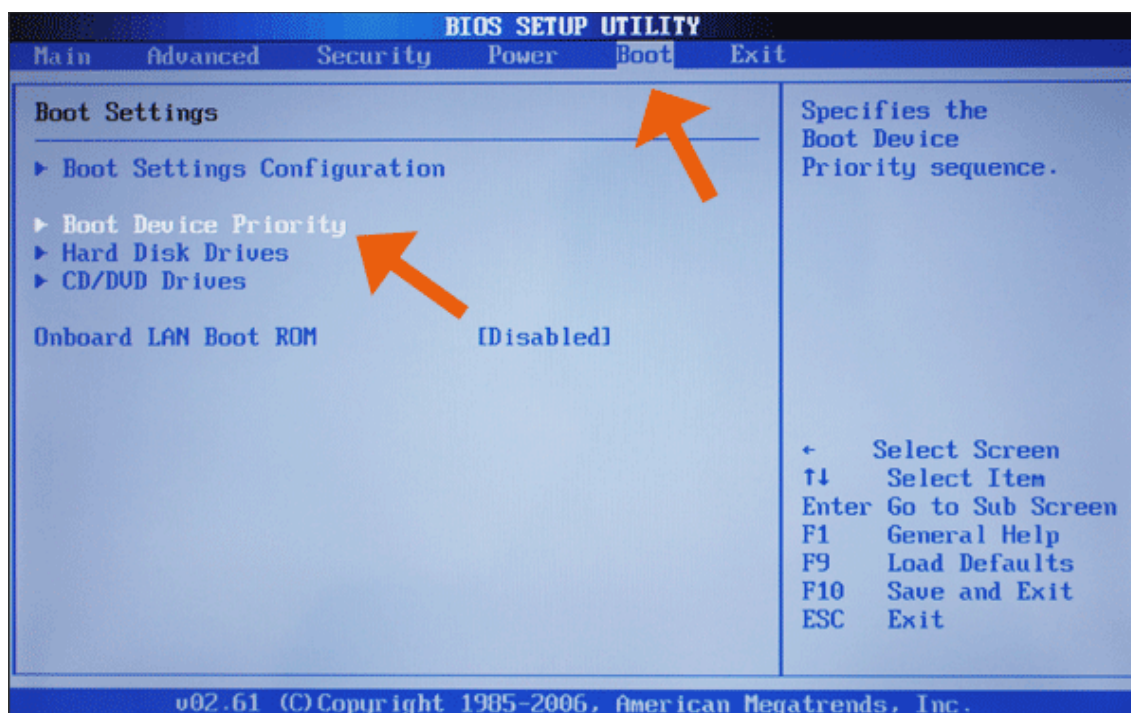 BIOS SETUP UTILITY
Main Advanced Security Power Boot Exit
Boot Settings
▶ Boot Settings Configuration
▶ Boot Device Priority
▶ Hard Disk Drives
▶ CD/DVD Drives
Onboard LAN Boot ROM [Disabled]
Specifies the
Boot Device
Priority sequence.
← Select Screen
↑↓ Select Item
Enter Go to Sub Screen
F1 General Help
F9 Load Defaults
F10 Save and Exit
ESC Exit
v02.61 (C)Copyright 1985-2006, American Megatrends, Inc.